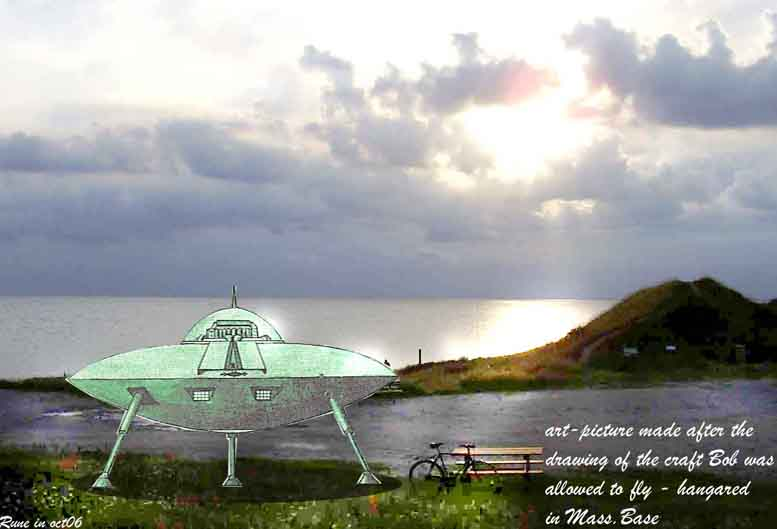 art-picture made after the
drawing of the craft Bob was
allowed to fly - hangared
in Mass.Base
Rune in oct06